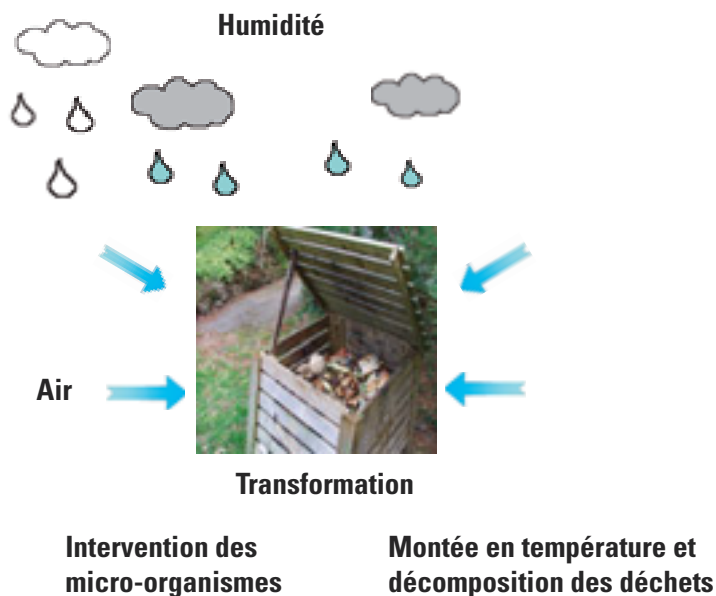 Humidité
Air
Transformation
Intervention des
micro-organismes
Montée en température et
décomposition des déchets